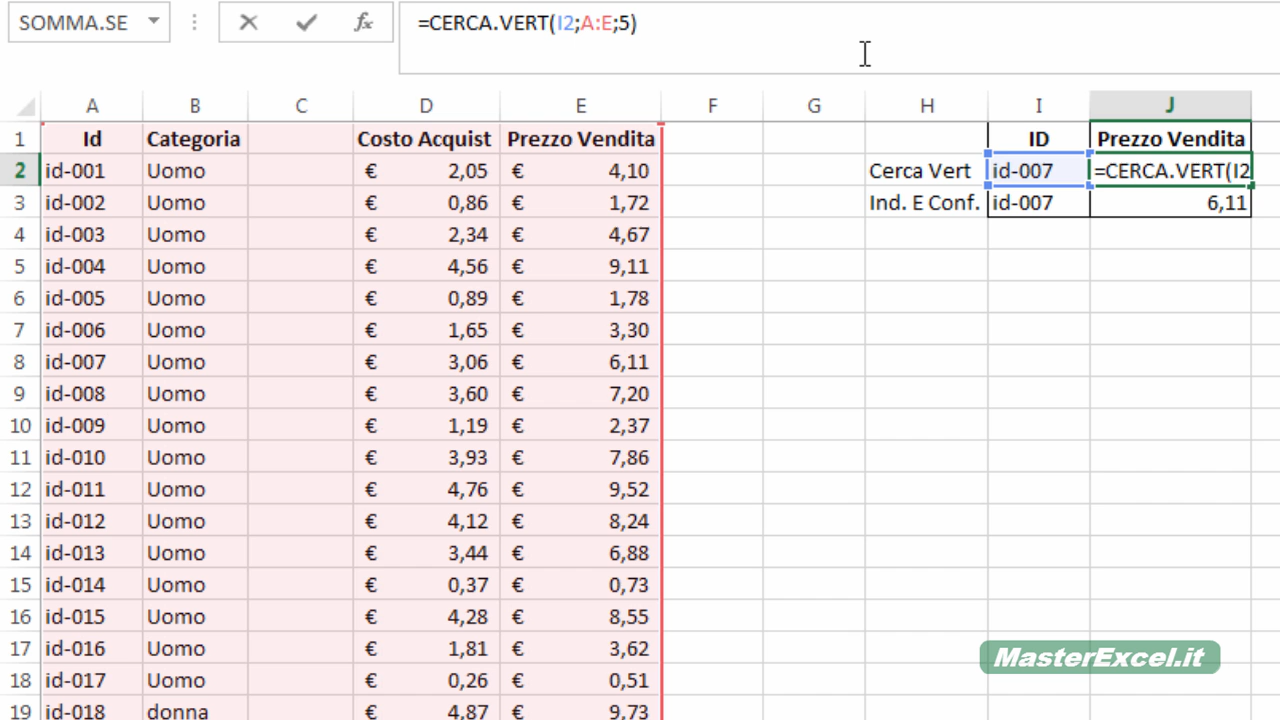 SOMMA.SE fx =CERCA.VERT(I2;A:E;5)
A B C D E F G H I J
1 Id Categoria Costo Acquist Prezzo Vendita ID Prezzo Vendita
2 id-001 Uomo € 2,05 € 4,10 Cerca Vert id-007 =CERCA.VERT(I2
3 id-002 Uomo € 0,86 € 1,72 Ind. E Conf. id-007 6,11
4 id-003 Uomo € 2,34 € 4,67
5 id-004 Uomo € 4,56 € 9,11
6 id-005 Uomo € 0,89 € 1,78
7 id-006 Uomo € 1,65 € 3,30
8 id-007 Uomo € 3,06 € 6,11
9 id-008 Uomo € 3,60 € 7,20
10 id-009 Uomo € 1,19 € 2,37
11 id-010 Uomo € 3,93 € 7,86
12 id-011 Uomo € 4,76 € 9,52
13 id-012 Uomo € 4,12 € 8,24
14 id-013 Uomo € 3,44 € 6,88
15 id-014 Uomo € 0,37 € 0,73
16 id-015 Uomo € 4,28 € 8,55
17 id-016 Uomo € 1,81 € 3,62
MasterExcel.it
18 id-017 Uomo € 0,26 € 0,51
19 id-018 donna € 4,87 € 9,73